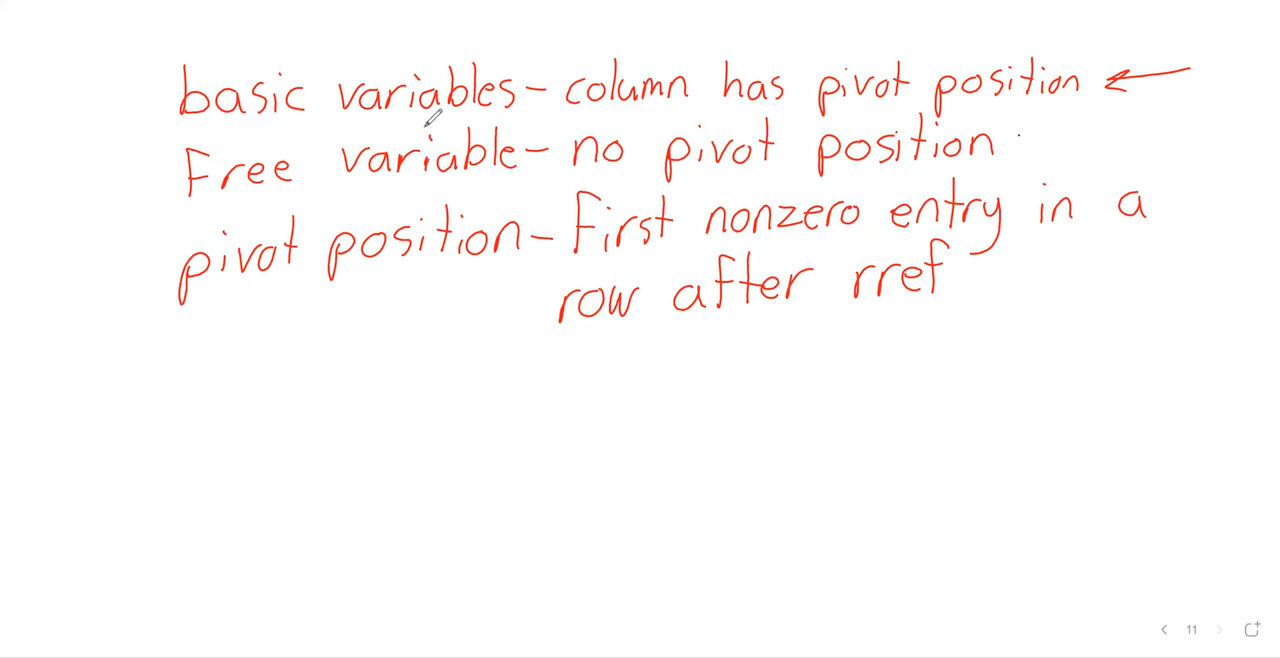 basic variables - column has pivot position
Free variable - no pivot position
pivot position - First nonzero entry in a
row after rref
11